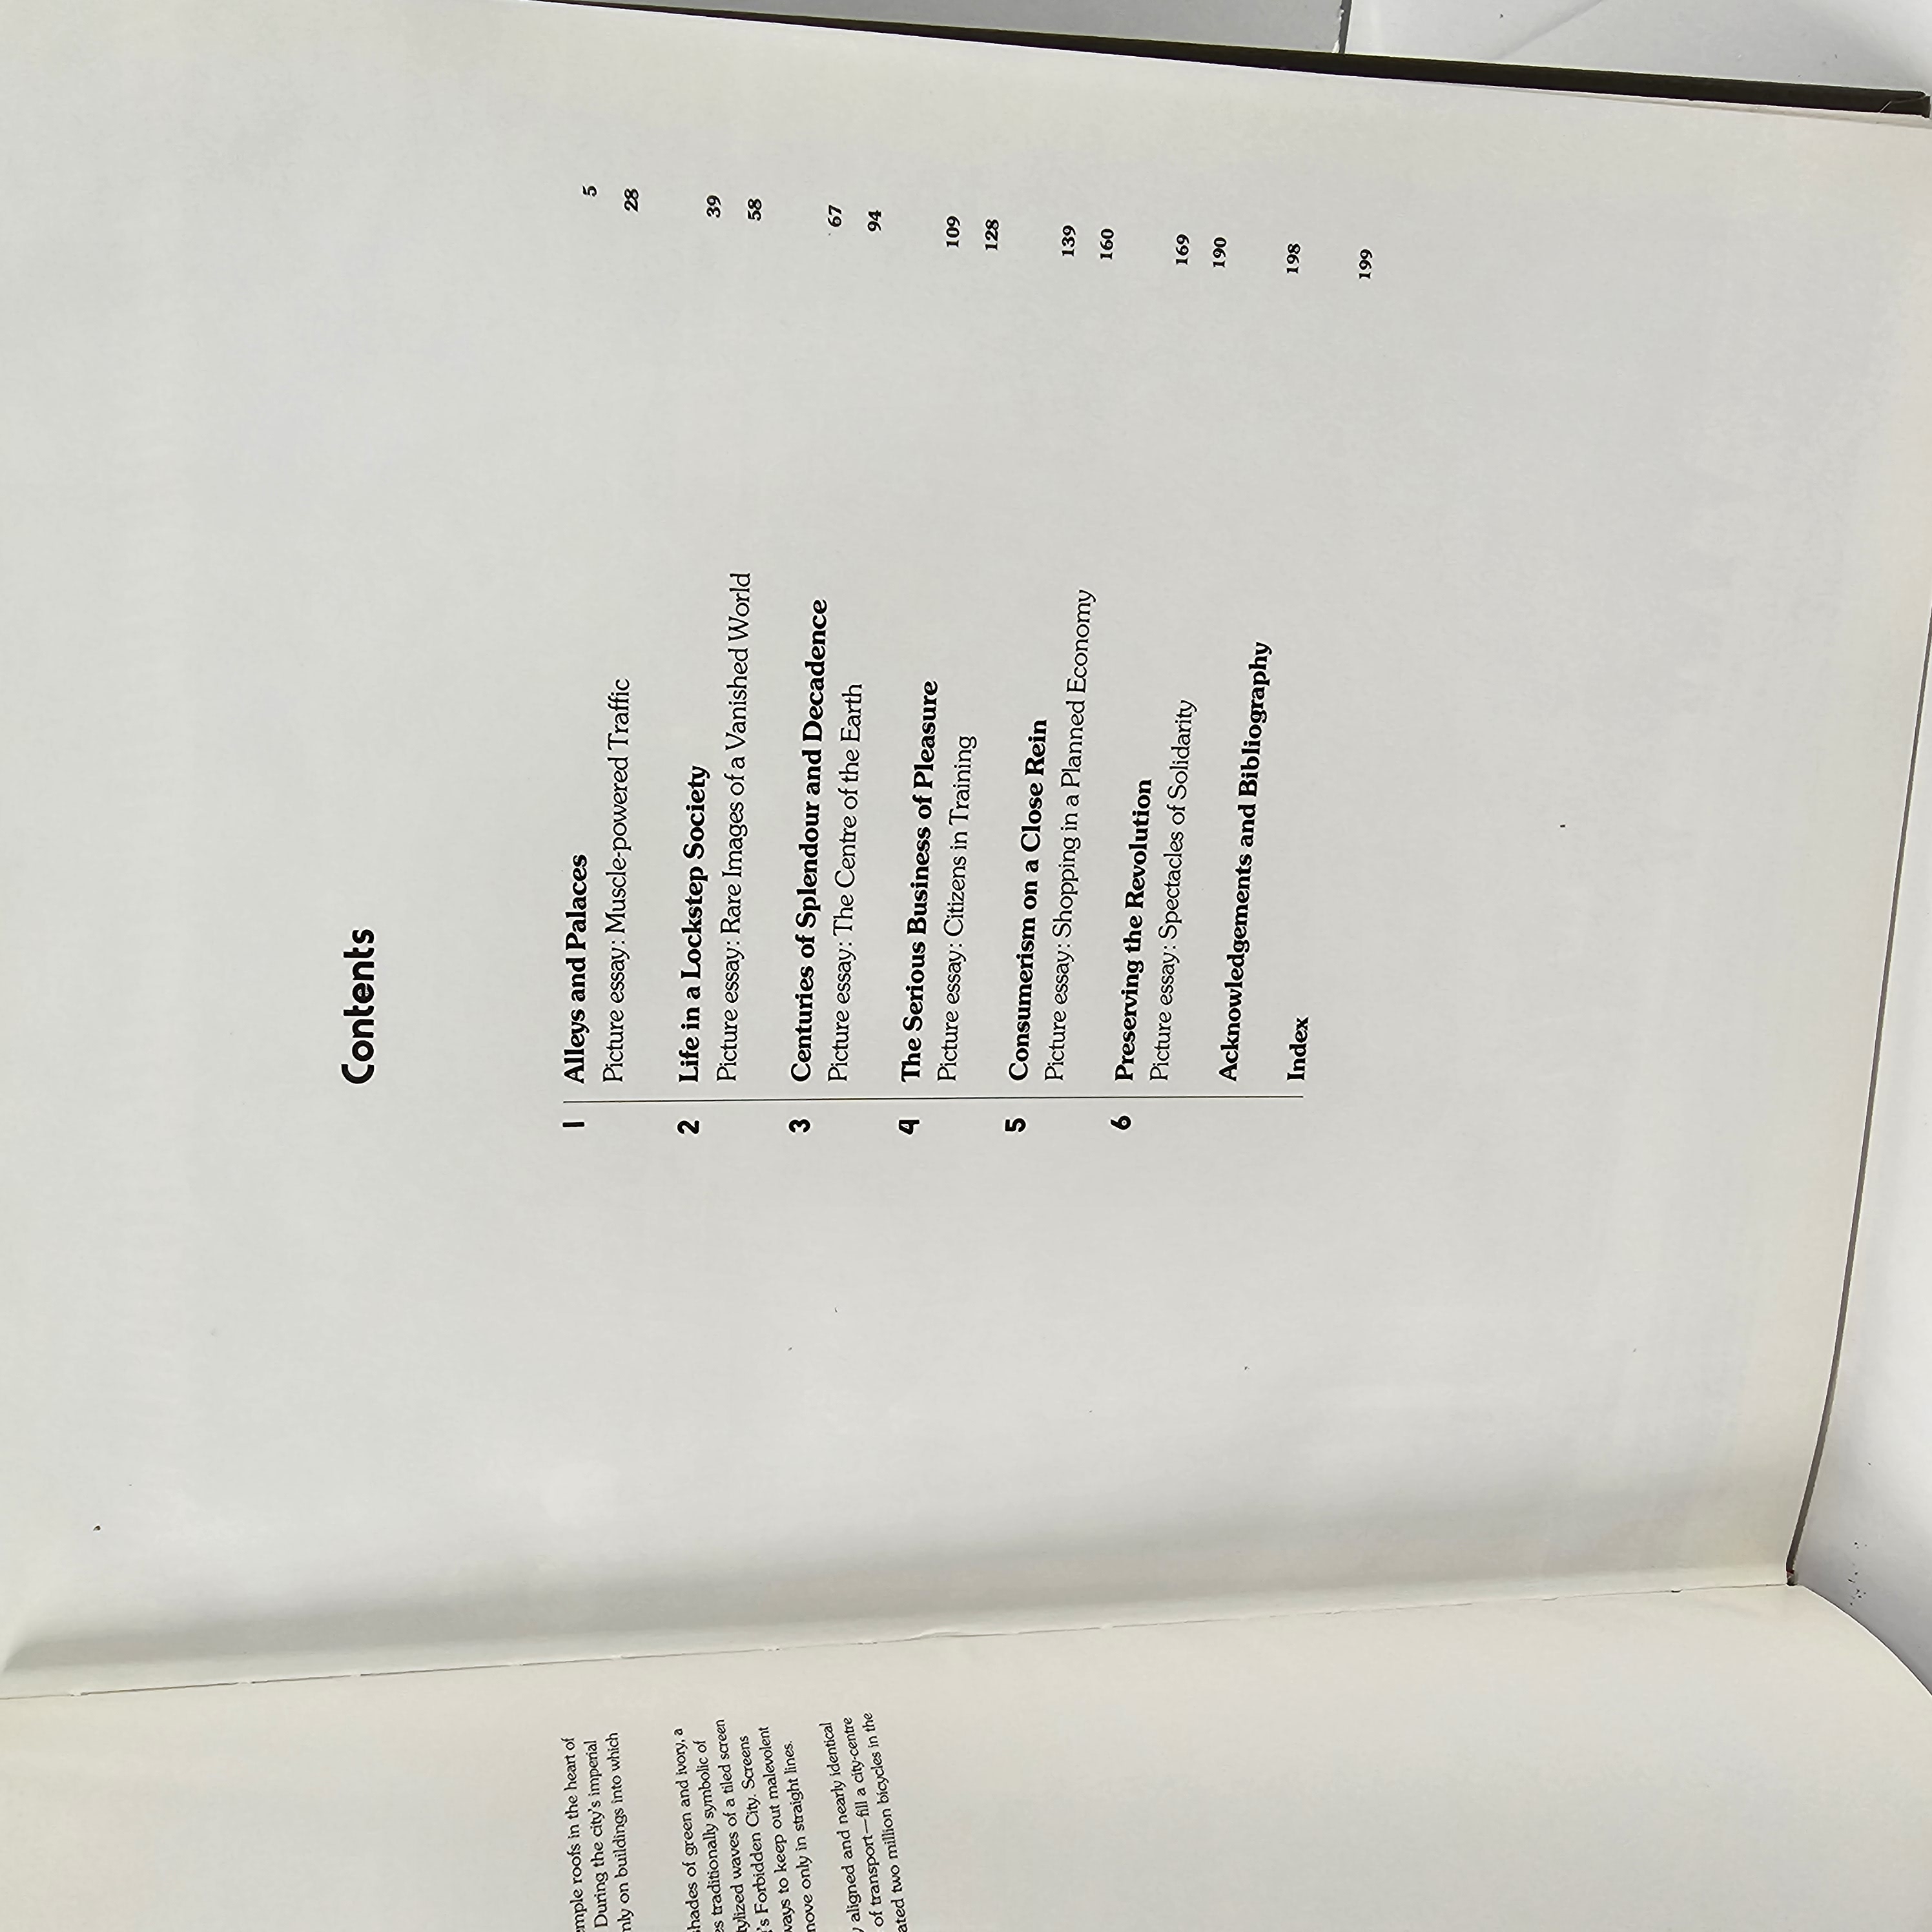 temple roofs in the heart of
During the city's imperial
only on buildings into which
shades of green and ivory, a
traditionally symbolic of
stylized waves of a tiled screen
's Forbidden City. Screens
ways to keep out malevolent
move only in straight lines.
aligned and nearly identical
of transport—fill a city-centre
two million bicycles in the
Contents
1 Alleys and Palaces 5
Picture essay: Muscle-powered Traffic 28
2 Life in a Lockstep Society 39
Picture essay: Rare Images of a Vanished World 58
3 Centuries of Splendour and Decadence 67
Picture essay: The Centre of the Earth 94
4 The Serious Business of Pleasure 109
Picture essay: Citizens in Training 128
5 Consumerism on a Close Rein 139
Picture essay: Shopping in a Planned Economy 160
6 Preserving the Revolution 169
Picture essay: Spectacles of Solidarity 190
Acknowledgements and Bibliography 198
Index 199